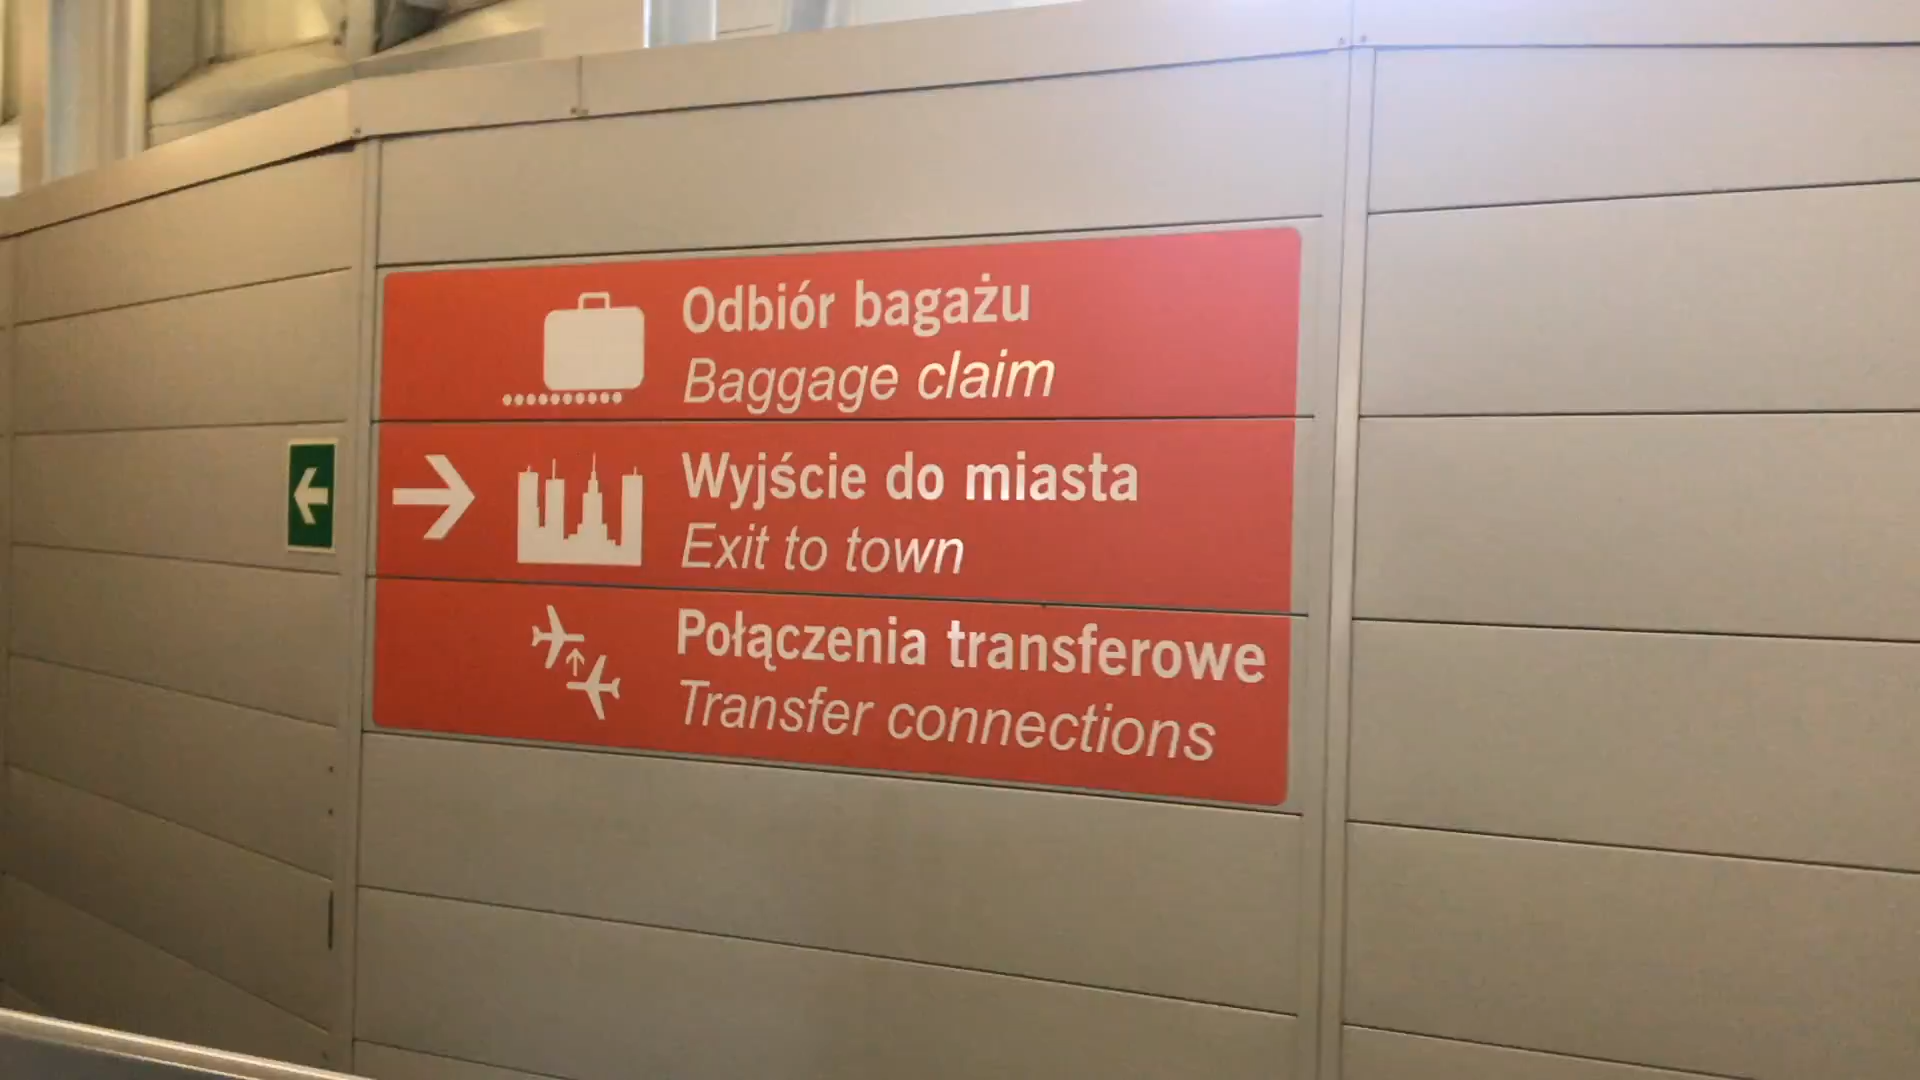 Odbiór bagażu
Baggage claim
Wyjście do miasta
Exit to town
Połączenia transferowe
Transfer connections